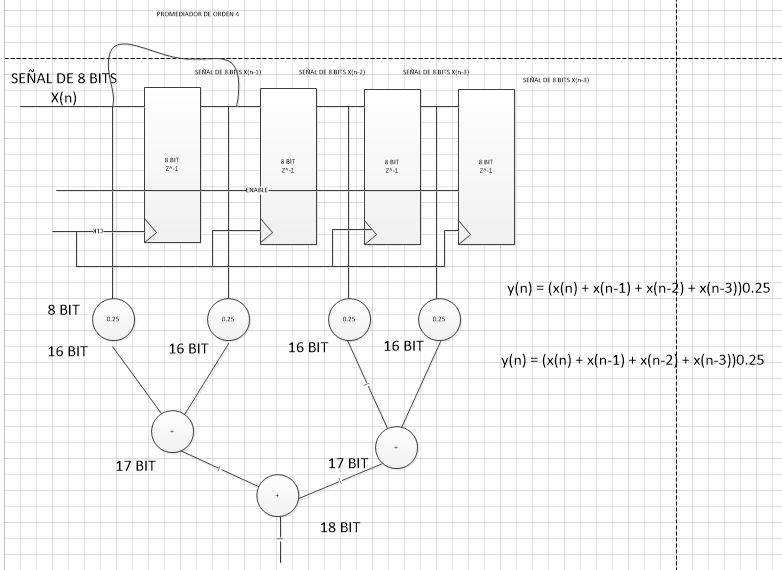 PROMEDIADOR DE ORDEN 4
SEÑAL DE 8 BITS
X(n)
SEÑAL DE 8 BITS X(n-1)
SEÑAL DE 8 BITS X(n-2)
SEÑAL DE 8 BITS X(n-3)
SEÑAL DE 8 BITS X(n-3)
8 BIT
Z^-1
8 BIT
Z^-1
8 BIT
Z^-1
8 BIT
Z^-1
ENABLE
CLK
y(n) = (x(n) + x(n-1) + x(n-2) + x(n-3))0.25
8 BIT
0.25
0.25
0.25
0.25
16 BIT
16 BIT
16 BIT
16 BIT
y(n) = (x(n) + x(n-1) + x(n-2) + x(n-3))0.25
+
+
17 BIT
17 BIT
+
18 BIT